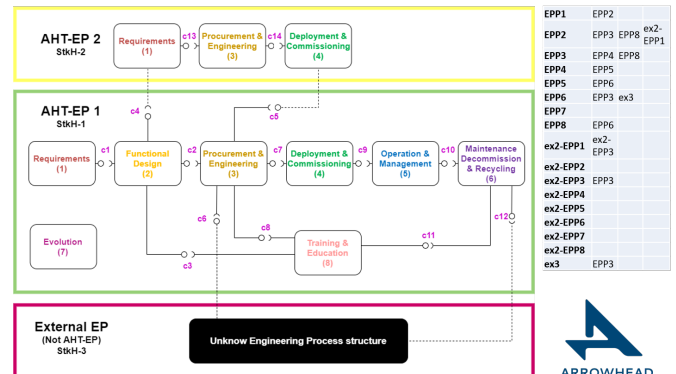 AHT-EP 2
StkH-2
Requirements
(1)
c13
Procurement &
Engineering
(3)
c14
Deployment &
Commissioning
(4)
c4
c5
AHT-EP 1
StkH-1
Requirements
(1)
c1
Functional
Design
(2)
c2
Procurement &
Engineering
(3)
c7
Deployment &
Commissioning
(4)
c9
Operation &
Management
(5)
c10
Maintenance
Decommission
& Recycling
(6)
c6
c12
c8
c11
Evolution
(7)
Training &
Education
(8)
c3
External EP
(Not AHT-EP)
StkH-3
Unknow Engineering Process structure
EPP1 EPP2
EPP2 EPP3 EPP8 ex2-
EPP1
EPP3 EPP4 EPP8
EPP4 EPP5
EPP5 EPP6
EPP6 EPP3 ex3
EPP7
EPP8 EPP6
ex2-EPP1 ex2-
EPP3
ex2-EPP2
ex2-EPP3 EPP3
ex2-EPP4
ex2-EPP5
ex2-EPP6
ex2-EPP7
ex2-EPP8
ex3 EPP3
ARROWHEAD